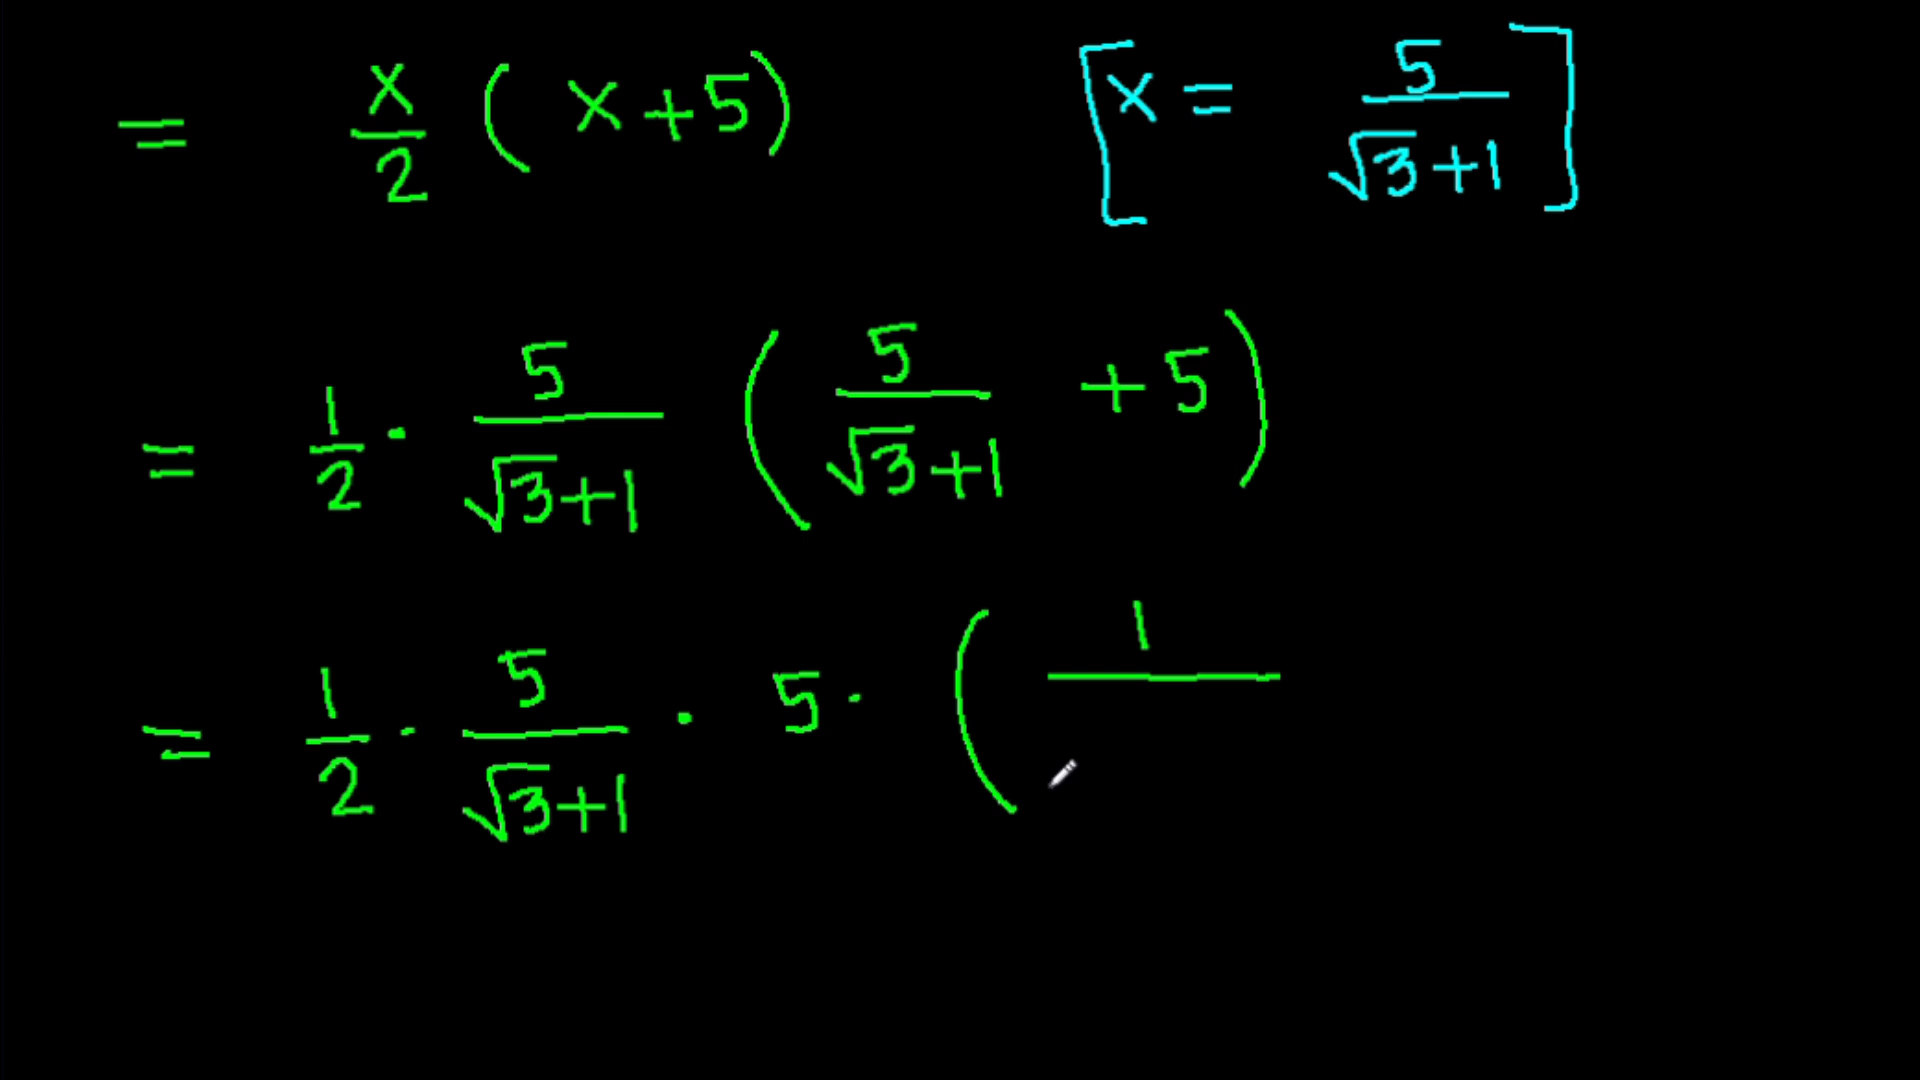 = x/2 ( x+5) [x = 5/(√3+1)]
= 1/2 · 5/(√3+1) ( 5/(√3+1) +5)
= 1/2 · 5/(√3+1) · 5 · ( 1/